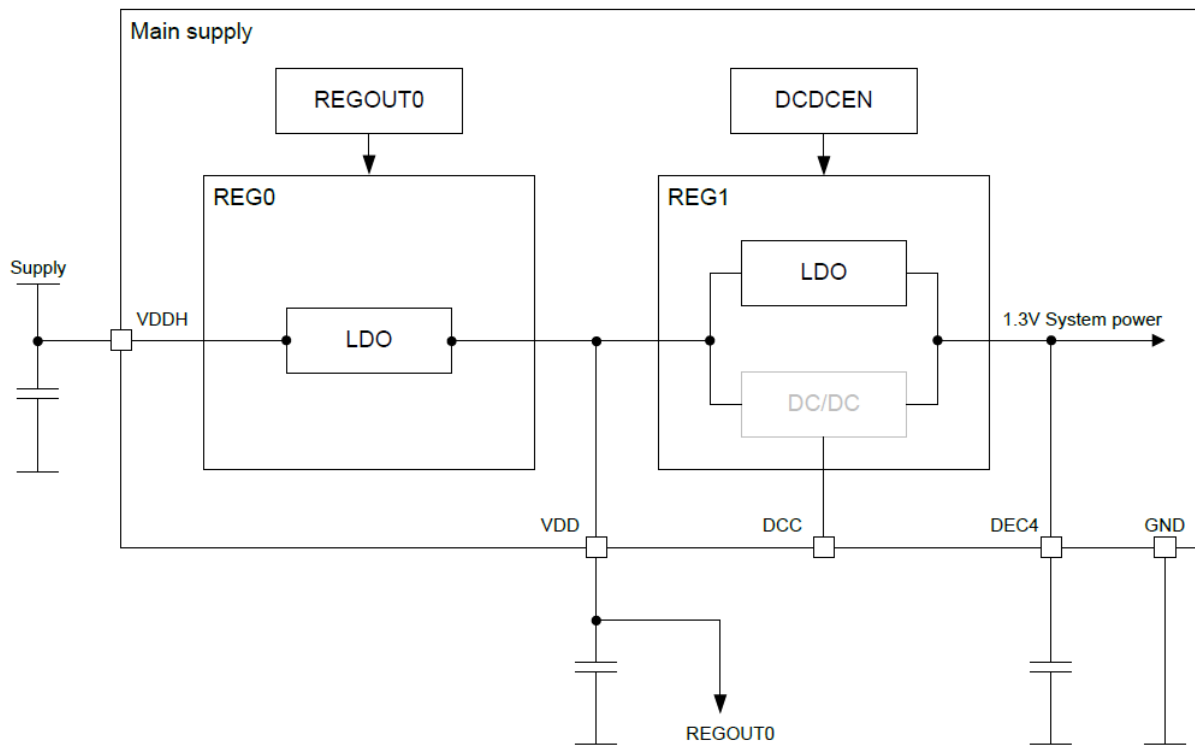 Main supply
REGOUT0
DCDCEN
REG0
REG1
Supply
VDDH
LDO
LDO
1.3V System power
DC/DC
VDD
DCC
DEC4
GND
REGOUT0